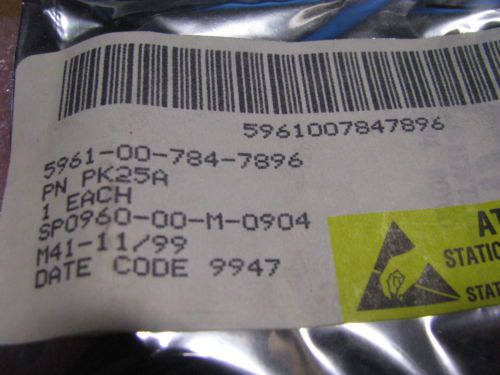 5961007847896
5961-00-784-7896
PN PK25A
1 EACH
SP0960-00-M-0904
M41-11/99
DATE CODE 9947
STATIC
STAT